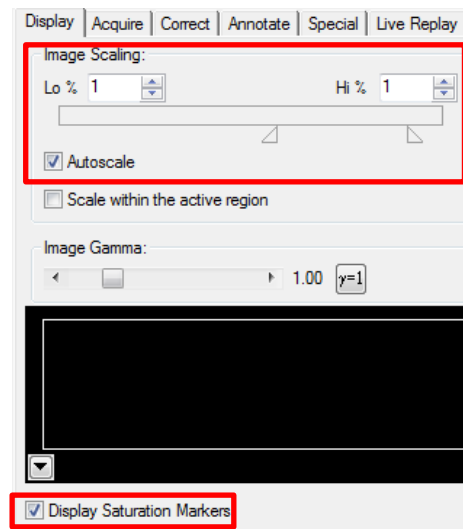 Display Acquire Correct Annotate Special Live Replay
Image Scaling:
Lo % 1 Hi % 1
Autoscale
Scale within the active region
Image Gamma:
1.00 γ=1
Display Saturation Markers